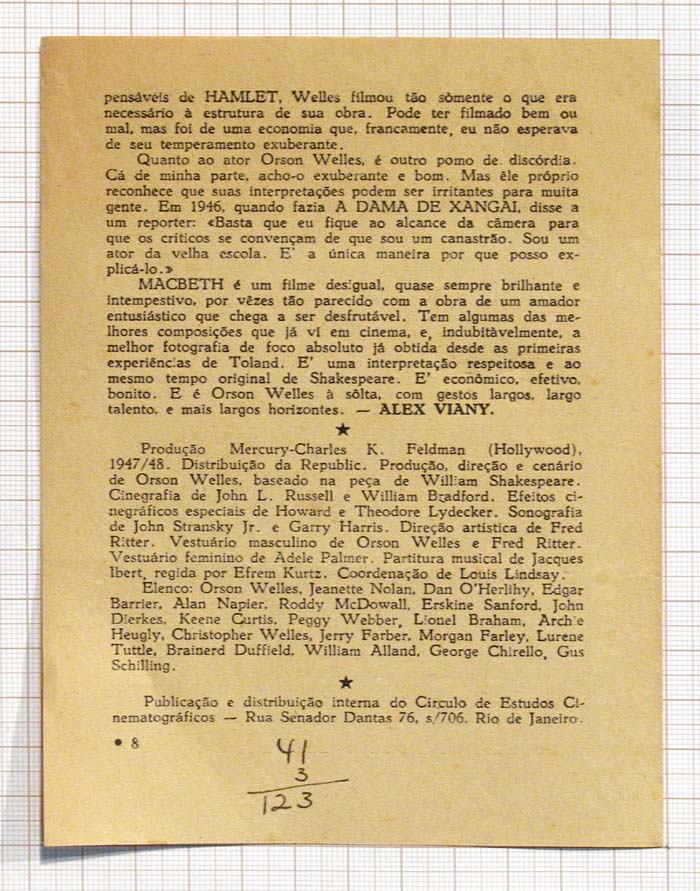 pensáveis de HAMLET, Welles filmou tão sòmente o que era
necessário à estrutura de sua obra. Pode ter filmado bem ou
mal, mas foi de uma economia que, francamente, eu não esperava
de seu temperamento exuberante.
Quanto ao ator Orson Welles, é outro pomo de discórdia.
Cá de minha parte, acho-o exuberante e bom. Mas êle próprio
reconhece que suas interpretações podem ser irritantes para muita
gente. Em 1946, quando fazia A DAMA DE XANGAI, disse a
um reporter: «Basta que eu fique ao alcance da câmera para
que os críticos se convençam de que sou um canastrão. Sou um
ator da velha escola. E' a única maneira por que posso ex-
plicá-lo.»
MACBETH é um filme desigual, quase sempre brilhante e
intempestivo, por vêzes tão parecido com a obra de um amador
entusiástico que chega a ser desfrutável. Tem algumas das me-
lhores composições que já vi em cinema, e, indubitàvelmente, a
melhor fotografia de foco absoluto já obtida desde as primeiras
experiências de Toland. E' uma interpretação respeitosa e ao
mesmo tempo original de Shakespeare. E' econômico, efetivo,
bonito. E é Orson Welles à sôlta, com gestos largos, largo
talento, e mais largos horizontes. — ALEX VIANY.
★
Produção Mercury-Charles K. Feldman (Hollywood),
1947/48. Distribuição da Republic. Produção, direção e cenário
de Orson Welles, baseado na peça de William Shakespeare.
Cinegrafia de John L. Russell e William Bradford. Efeitos ci-
negráficos especiais de Howard e Theodore Lydecker. Sonografia
de John Stransky Jr. e Garry Harris. Direção artistica de Fred
Ritter. Vestuário masculino de Orson Welles e Fred Ritter.
Vestuário feminino de Adele Palmer. Partitura musical de Jacques
Ibert, regida por Efrem Kurtz. Coordenação de Louis Lindsay.
Elenco: Orson Welles, Jeanette Nolan, Dan O'Herlihy, Edgar
Barrier, Alan Napier, Roddy McDowall, Erskine Sanford, John
Dierkes, Keene Curtis, Peggy Webber, Lionel Braham, Archie
Heugly, Christopher Welles, Jerry Farber, Morgan Farley, Lurene
Tuttle, Brainerd Duffield, William Alland, George Chirello, Gus
Schilling.
★
Publicação e distribuição interna do Círculo de Estudos Ci-
nematográficos — Rua Senador Dantas 76, s/706. Rio de Janeiro.
• 8
41
3
123